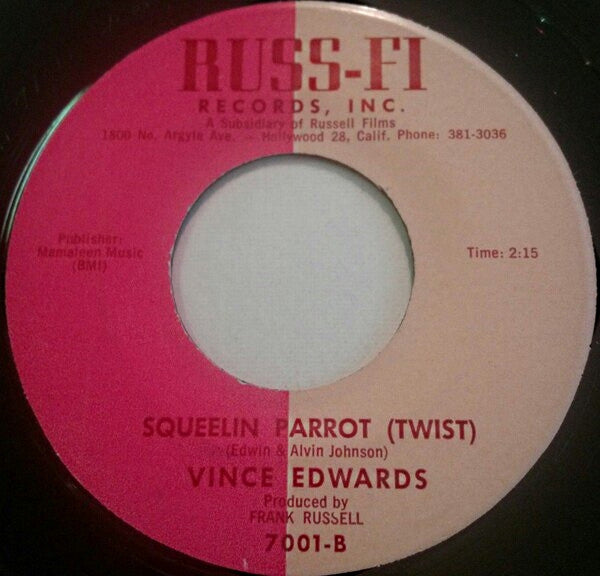 RUSS-FI
RECORDS, INC.
A Subsidiary of Russell Films
1800 No. Argyle Ave. — Hollywood 28, Calif. Phone: 381-3036
Publisher:
Mamaleen Music
(BMI)
Time: 2:15
SQUEELIN PARROT (TWIST)
(Edwin & Alvin Johnson)
VINCE EDWARDS
Produced by
FRANK RUSSELL
7001-B